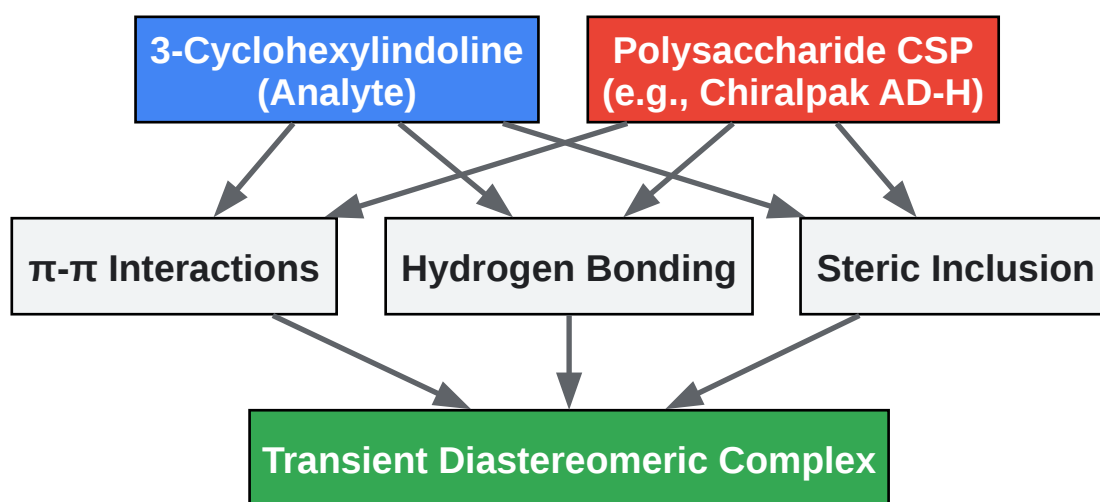 3-Cyclohexylindoline
(Analyte)
Polysaccharide CSP
(e.g., Chiralpak AD-H)
π-π Interactions
Hydrogen Bonding
Steric Inclusion
Transient Diastereomeric Complex